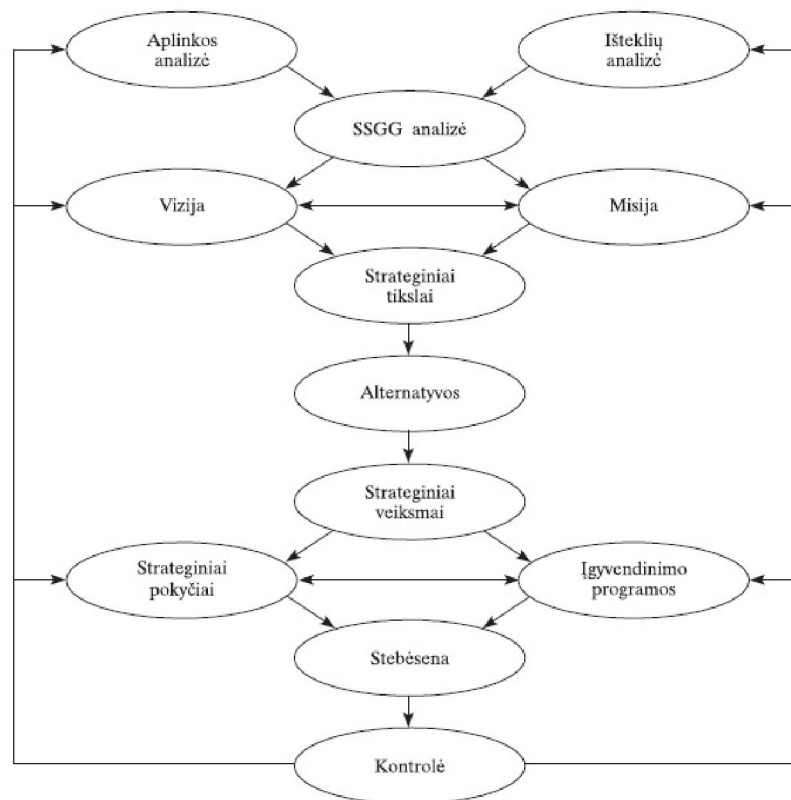 Aplinkos
analizė
Išteklių
analizė
SSGG analizė
Vizija
Misija
Strateginiai
tikslai
Alternatyvos
Strateginiai
veiksmai
Strateginiai
pokyčiai
Įgyvendinimo
programos
Stebėsena
Kontrolė